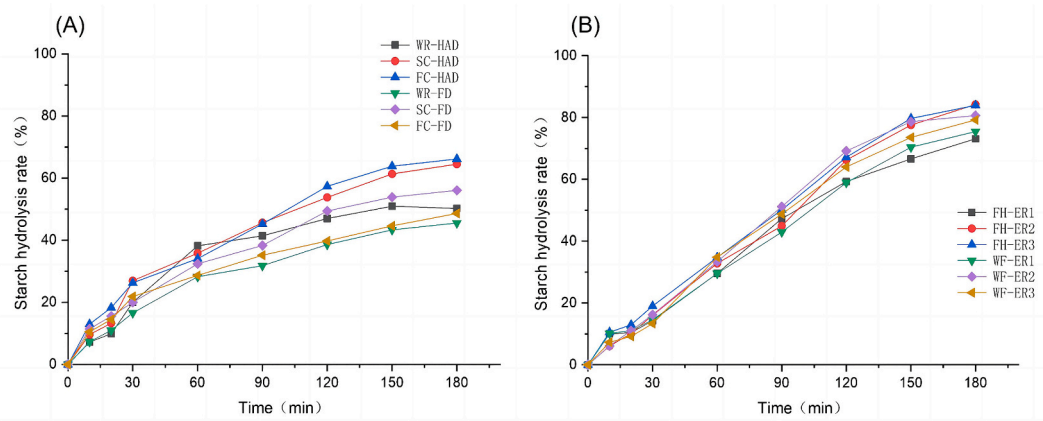 (A)
WR-HAD
SC-HAD
FC-HAD
WR-FD
SC-FD
FC-FD
100
80
60
40
20
0
Starch hydrolysis rate（%）
0 30 60 90 120 150 180
Time（min）
(B)
100
80
60
40
20
0
Starch hydrolysis rate（%）
FH-ER1
FH-ER2
FH-ER3
WF-ER1
WF-ER2
WF-ER3
0 30 60 90 120 150 180
Time（min）